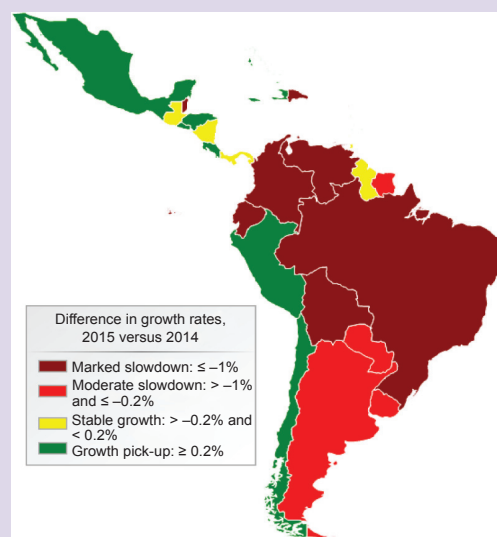 Difference in growth rates,
2015 versus 2014
Marked slowdown: ≤ –1%
Moderate slowdown: > –1%
and ≤ –0.2%
Stable growth: > –0.2% and
< 0.2%
Growth pick-up: ≥ 0.2%